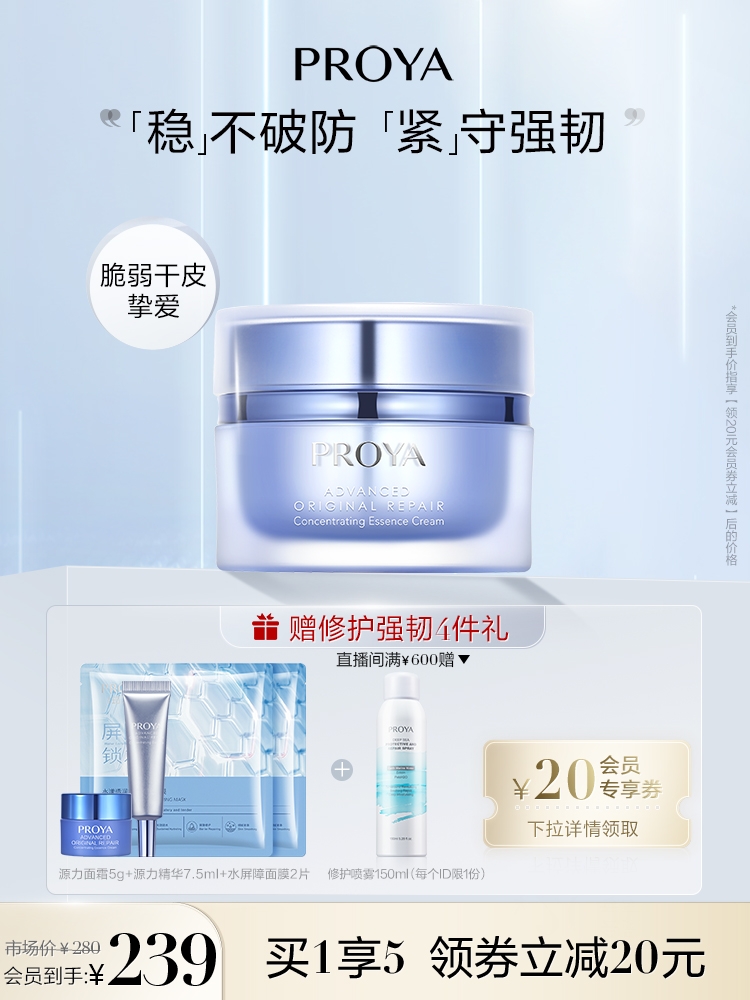 PROYA
“「稳」不破防「紧」守强韧”
脆弱干皮
挚爱
*会员到手价指享【领20元会员券立减】后的价格
PROYA
ADVANCED
ORIGINAL REPAIR
Concentrating Essence Cream
赠修护强韧4件礼
直播间满¥600赠▼
PROYA
PROYA
ADVANCED
ORIGINAL REPAIR
+
PROYA
¥20会员
专享券
下拉详情领取
源力面霜5g+源力精华7.5ml+水屏障面膜2片
修护喷雾150ml(每个ID限1份)
市场价¥280
会员到手:¥239
买1享5 领券立减20元